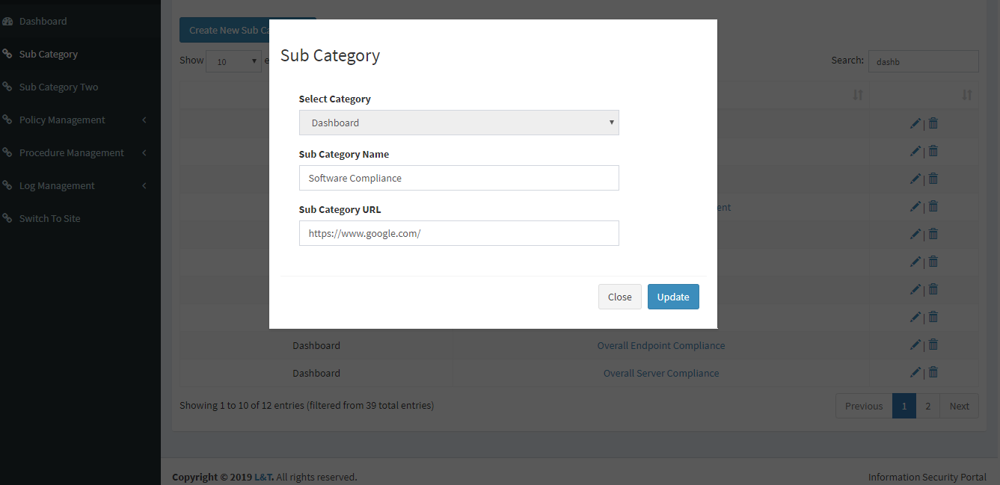 Dashboard
Sub Category
Sub Category Two
Policy Management
Procedure Management
Log Management
Switch To Site
Create New Sub
Show 10
Search: dashb
Sub Category
Select Category
Dashboard
Sub Category Name
Software Compliance
Sub Category URL
https://www.google.com/
Close Update
Dashboard Overall Endpoint Compliance
Dashboard Overall Server Compliance
Showing 1 to 10 of 12 entries (filtered from 39 total entries)
Previous 1 2 Next
Copyright © 2019 L&T. All rights reserved.
Information Security Portal